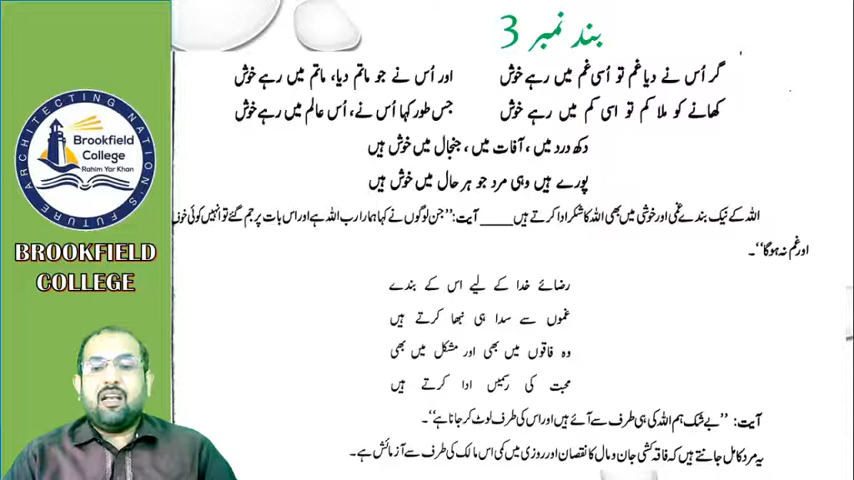 بند نمبر 3
گر اُس نے دیا غم تو اُسی غم میں رہے خوش اور اُس نے جو ماتم دیا، ماتم میں رہے خوش
کھانے کو ملا کم تو اسی کم میں رہے خوش جس طور کہا اُس نے، اُس عالم میں رہے خوش
دکھ درد میں، آفات میں، جنجال میں خوش ہیں
پورے ہیں وہی مرد جو ہر حال میں خوش ہیں
اللہ کے نیک بندے غمی اور خوشی میں بھی اللہ کا شکر ادا کرتے ہیں ____ آیت: ’’جن لوگوں نے کہا ہمارا رب اللہ ہے اور اس بات پر جم گئے تو انہیں کوئی خوف
اور غم نہ ہوگا‘‘۔
رضائے خدا کے لیے اس کے بندے
غموں سے سدا ہی نبھا کرتے ہیں
وہ فاقوں میں بھی اور مشکل میں بھی
محبت کی رسمیں ادا کرتے ہیں
آیت: ’’بے شک ہم اللہ کی ہی طرف سے آئے ہیں اور اس کی طرف لوٹ کر جانا ہے‘‘۔
یہ مرد کامل جانتے ہیں کہ فاقہ کشی جان و مال کا نقصان اور روزی میں کمی اس مالک کی طرف سے آزمائش ہے۔
ARCHITECTING NATION'S FUTURE
Brookfield
College
Rahim Yar Khan
BROOKFIELD
COLLEGE